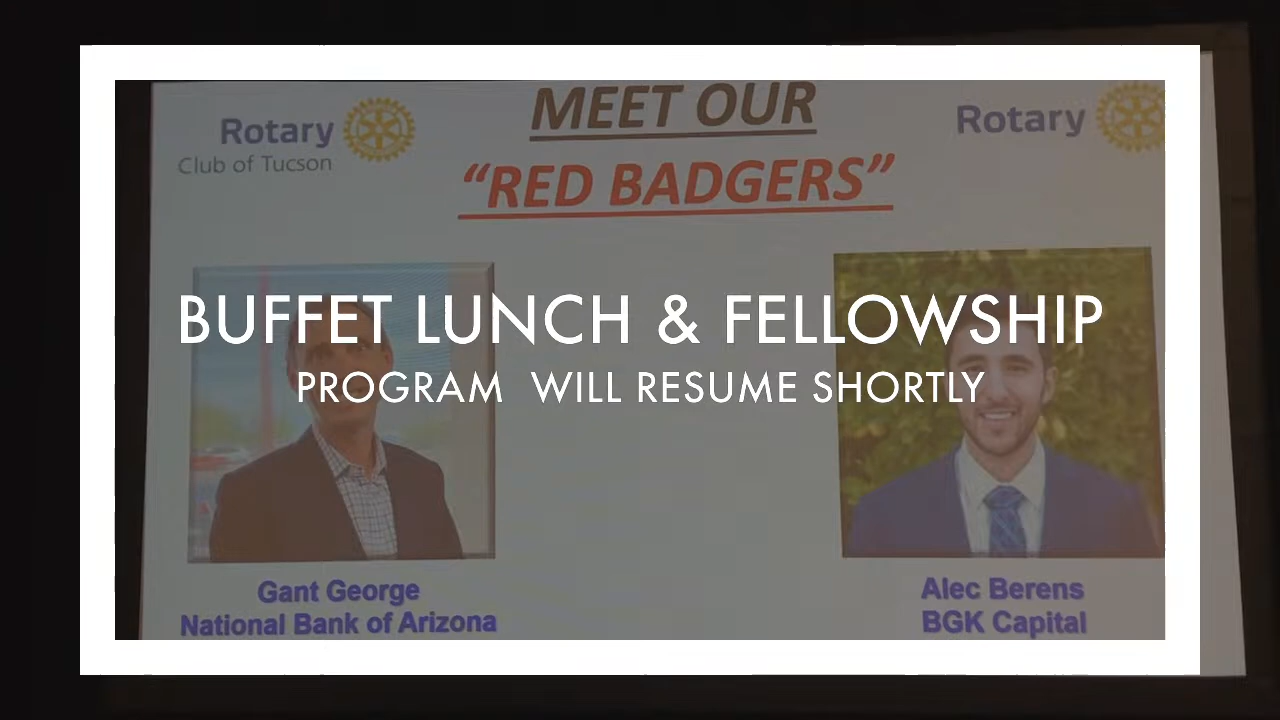 MEET OUR
"RED BADGERS"
Rotary
Club of Tucson
Rotary
BUFFET LUNCH & FELLOWSHIP
PROGRAM WILL RESUME SHORTLY
Gant George
National Bank of Arizona
Alec Berens
BGK Capital